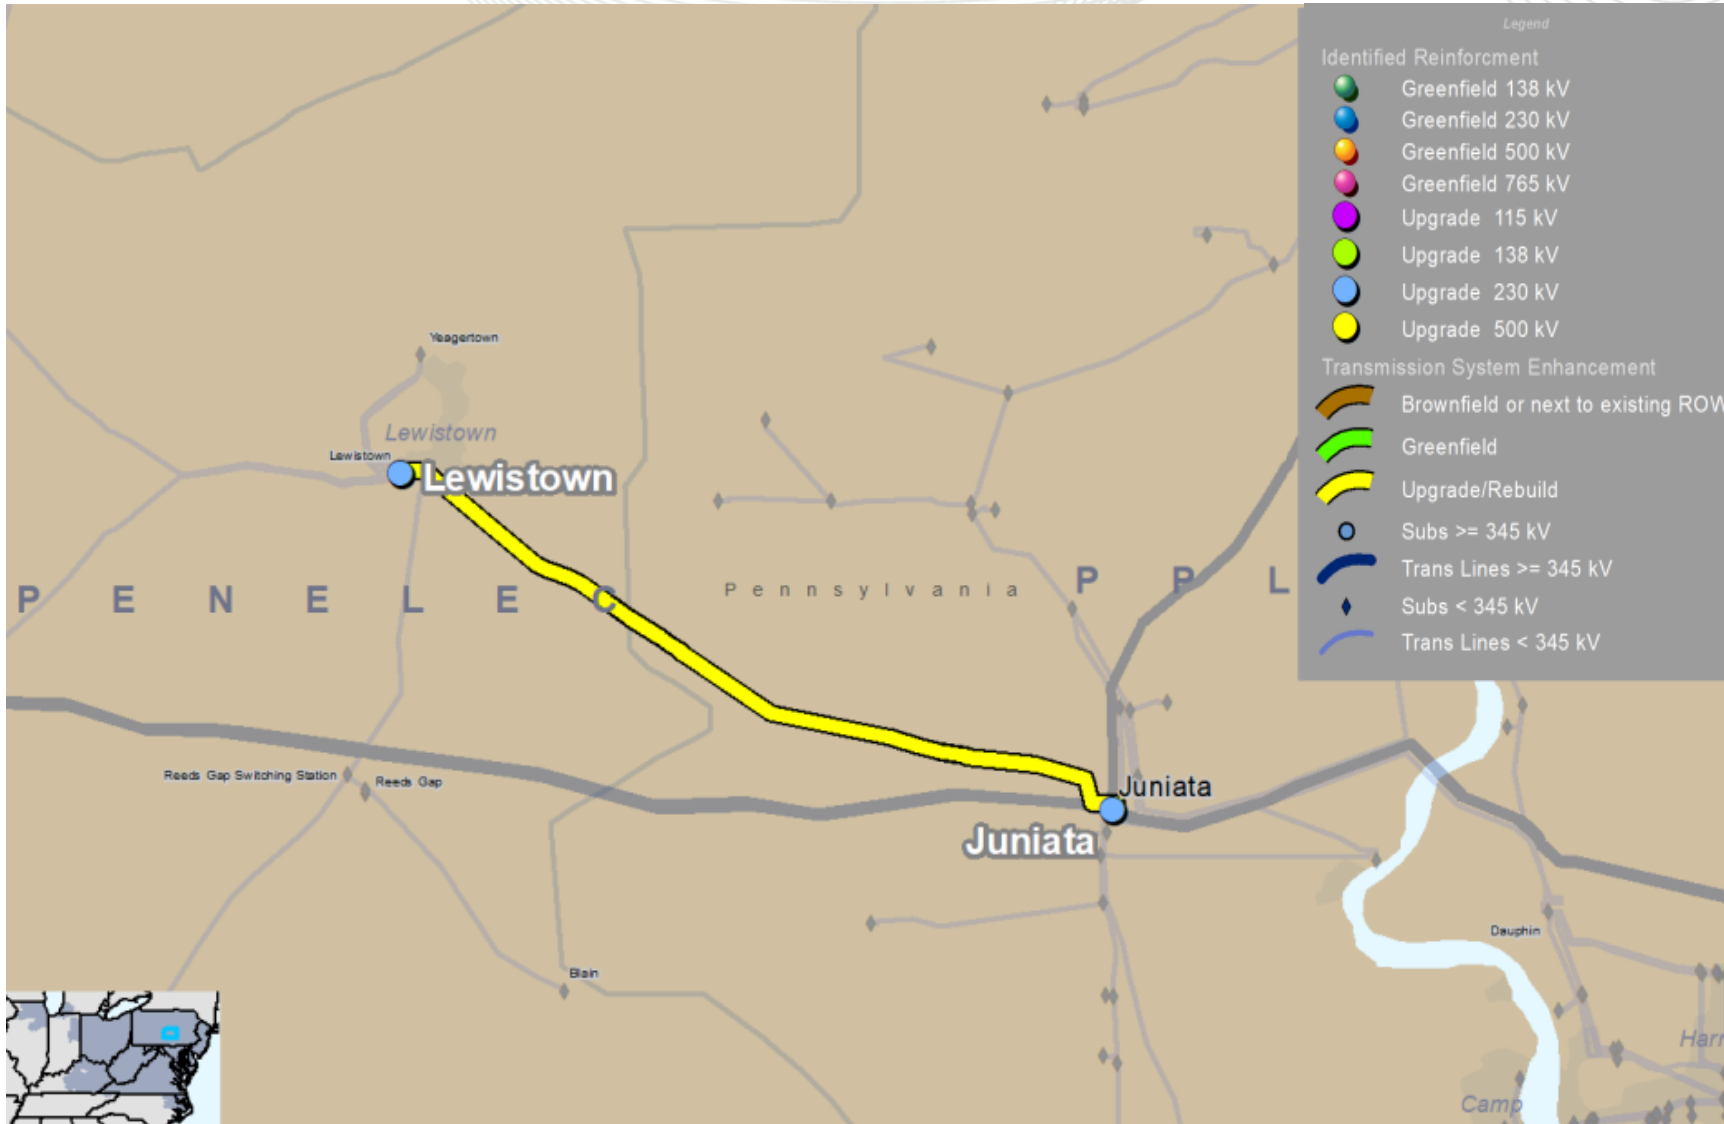 Legend
Identified Reinforcment
Greenfield 138 kV
Greenfield 230 kV
Greenfield 500 kV
Greenfield 765 kV
Upgrade 115 kV
Upgrade 138 kV
Upgrade 230 kV
Upgrade 500 kV
Transmission System Enhancement
Brownfield or next to existing ROW
Greenfield
Upgrade/Rebuild
Subs >= 345 kV
Trans Lines >= 345 kV
Subs < 345 kV
Trans Lines < 345 kV
Yeagertown
Lewistown
Lewistown
Lewistown
PENELEC
Pennsylvania
PPL
Reeds Gap Switching Station
Reeds Gap
Juniata
Juniata
Dauphin
Blain
Harr
Camp